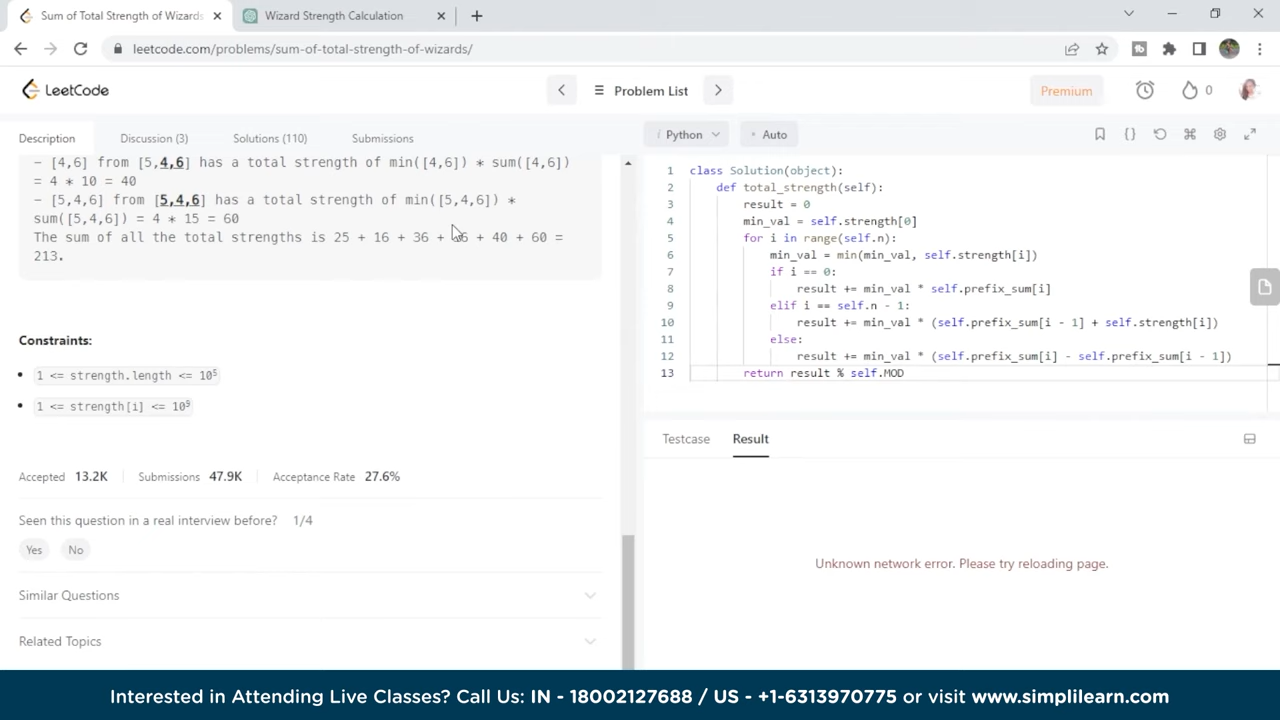 Sum of Total Strength of Wizards
Wizard Strength Calculation
leetcode.com/problems/sum-of-total-strength-of-wizards/
LeetCode
Problem List
Premium
0
Description
Discussion (3)
Solutions (110)
Submissions
Python
Auto
- [4,6] from [5,4,6] has a total strength of min([4,6]) * sum([4,6])
= 4 * 10 = 40
- [5,4,6] from [5,4,6] has a total strength of min([5,4,6]) *
sum([5,4,6]) = 4 * 15 = 60
The sum of all the total strengths is 25 + 16 + 36 + 36 + 40 + 60 =
213.
Constraints:
1 <= strength.length <= 10⁵
1 <= strength[i] <= 10⁹
Accepted 13.2K Submissions 47.9K Acceptance Rate 27.6%
Seen this question in a real interview before? 1/4
Yes No
Similar Questions
Related Topics
1 class Solution(object):
2 def total_strength(self):
3 result = 0
4 min_val = self.strength[0]
5 for i in range(self.n):
6 min_val = min(min_val, self.strength[i])
7 if i == 0:
8 result += min_val * self.prefix_sum[i]
9 elif i == self.n - 1:
10 result += min_val * (self.prefix_sum[i - 1] + self.strength[i])
11 else:
12 result += min_val * (self.prefix_sum[i] - self.prefix_sum[i - 1])
13 return result % self.MOD
Testcase
Result
Unknown network error. Please try reloading page.
Interested in Attending Live Classes? Call Us: IN - 18002127688 / US - +1-6313970775 or visit www.simplilearn.com